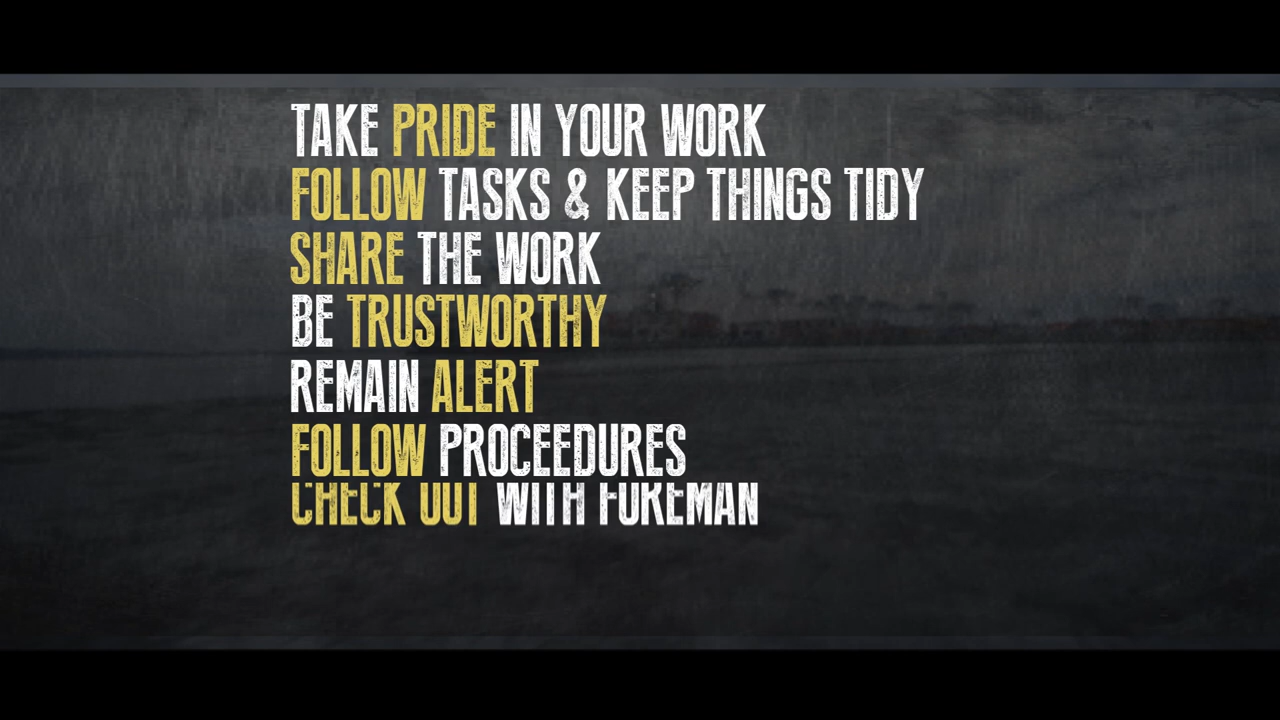 TAKE PRIDE IN YOUR WORK
FOLLOW TASKS & KEEP THINGS TIDY
SHARE THE WORK
BE TRUSTWORTHY
REMAIN ALERT
FOLLOW PROCEEDURES
CHECK OUT WITH FOREMAN